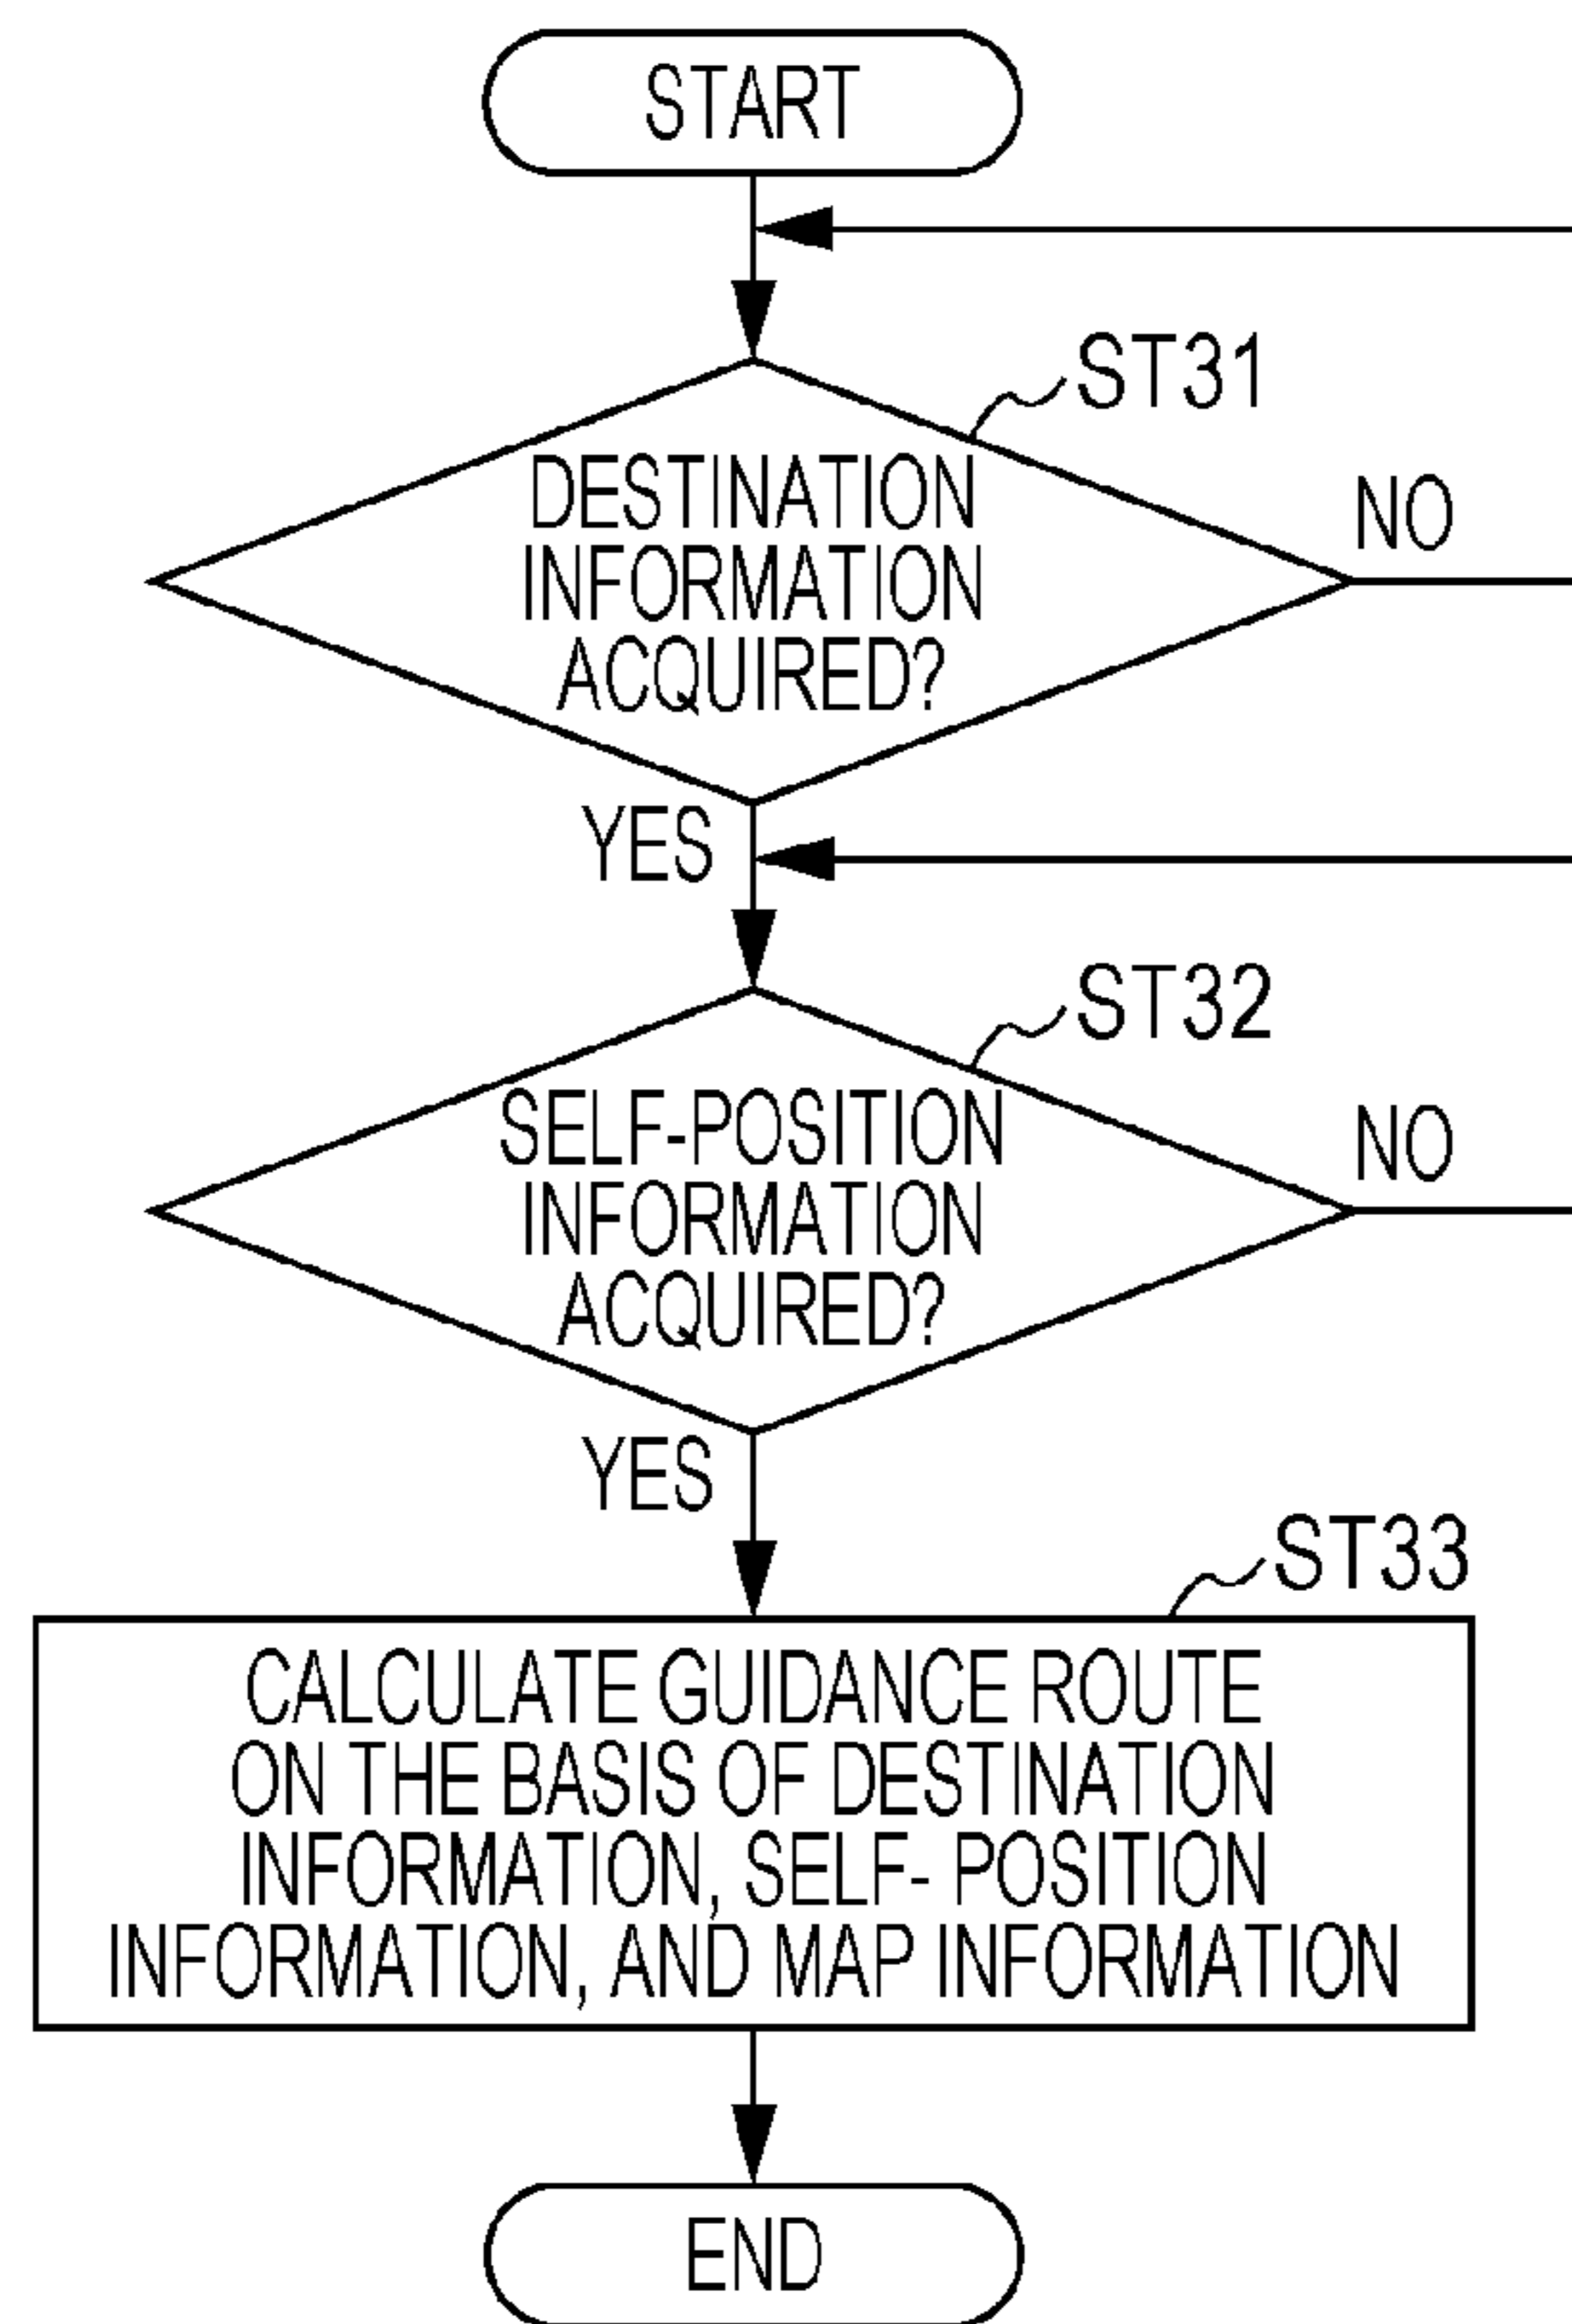 START
ST31
DESTINATION
INFORMATION
ACQUIRED?
NO
YES
ST32
SELF-POSITION
INFORMATION
ACQUIRED?
NO
YES
ST33
CALCULATE GUIDANCE ROUTE
ON THE BASIS OF DESTINATION
INFORMATION, SELF- POSITION
INFORMATION, AND MAP INFORMATION
END